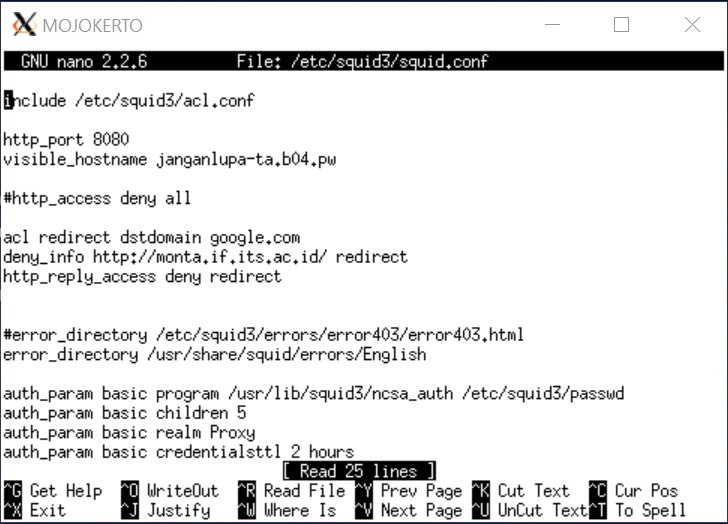 MOJOKERTO
GNU nano 2.2.6 File: /etc/squid3/squid.conf
include /etc/squid3/acl.conf
http_port 8080
visible_hostname janganlupa-ta.b04.pw
#http_access deny all
acl redirect dstdomain google.com
deny_info http://monta.if.its.ac.id/ redirect
http_reply_access deny redirect
#error_directory /etc/squid3/errors/error403/error403.html
error_directory /usr/share/squid/errors/English
auth_param basic program /usr/lib/squid3/ncsa_auth /etc/squid3/passwd
auth_param basic children 5
auth_param basic realm Proxy
auth_param basic credentialsttl 2 hours
[ Read 25 lines ]
^G Get Help ^O WriteOut ^R Read File ^Y Prev Page ^K Cut Text ^C Cur Pos
^X Exit ^J Justify ^W Where Is ^V Next Page ^U UnCut Text ^T To Spell